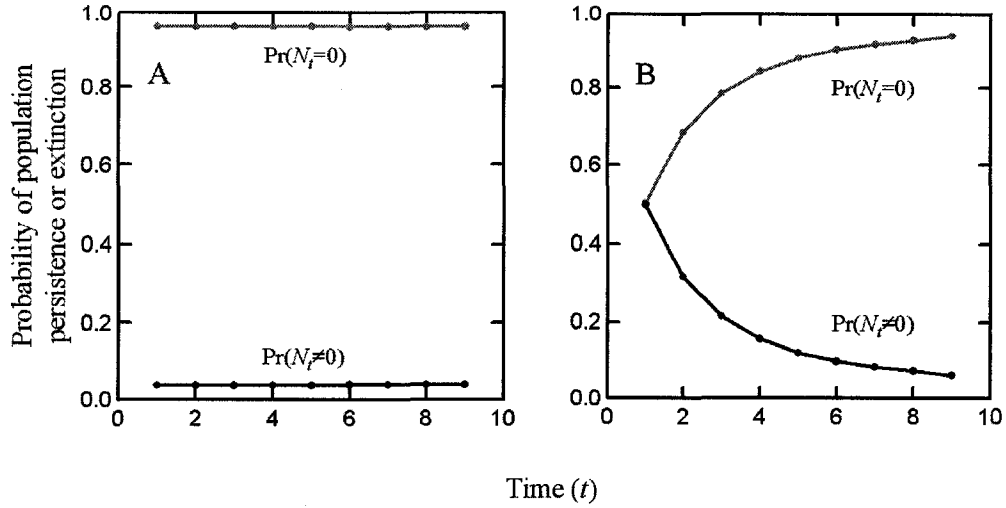 Probability of population
persistence or extinction
1.0
0.8
0.6
0.4
0.2
0.0
0
2
4
6
8
10
A
Pr(Nₜ=0)
Pr(Nₜ≠0)
1.0
0.8
0.6
0.4
0.2
0.0
0
2
4
6
8
10
B
Pr(Nₜ=0)
Pr(Nₜ≠0)
Time (t)